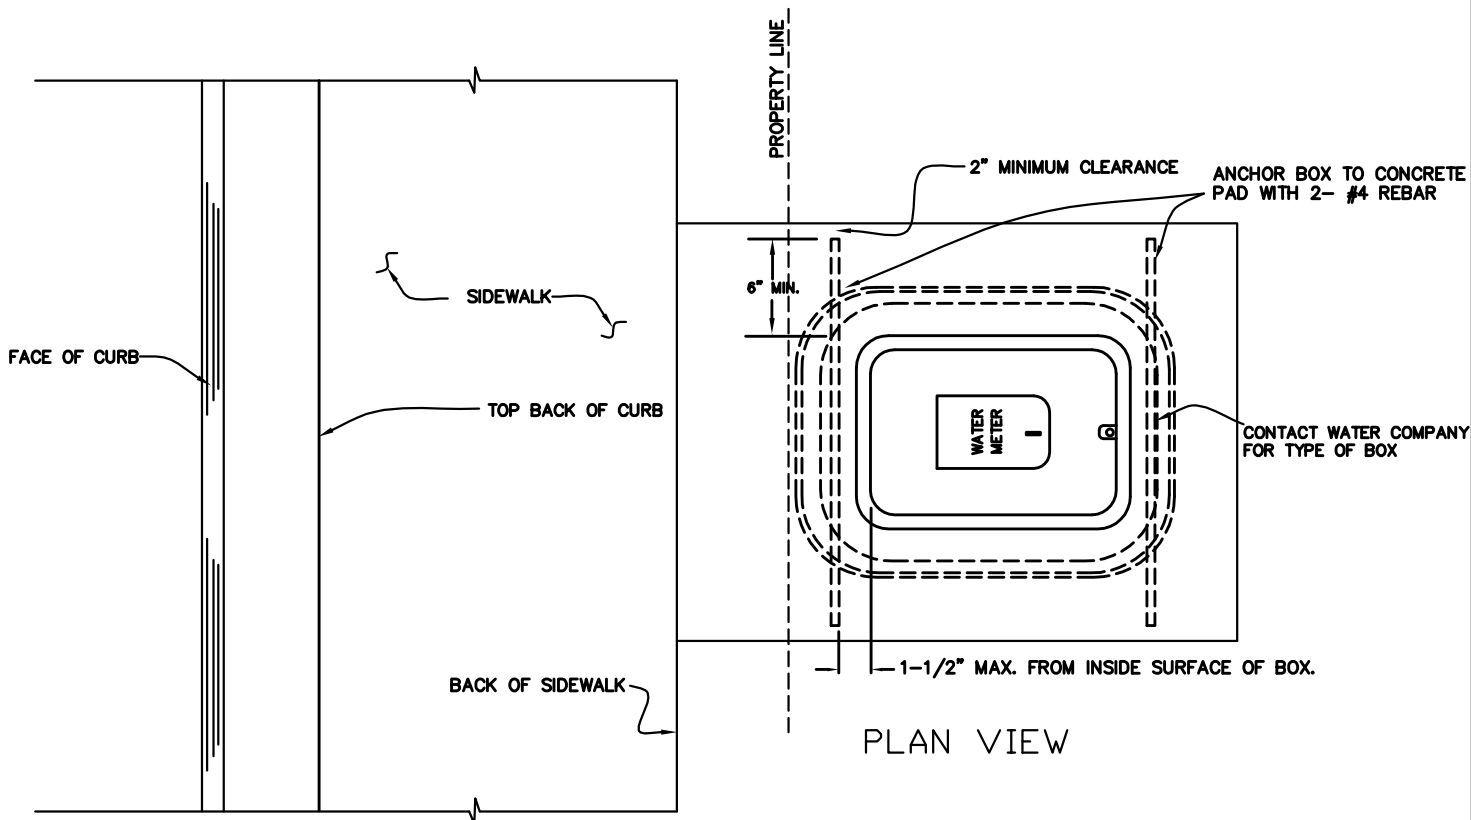 PROPERTY LINE
2" MINIMUM CLEARANCE
ANCHOR BOX TO CONCRETE
PAD WITH 2- #4 REBAR
6" MIN.
SIDEWALK
FACE OF CURB
TOP BACK OF CURB
WATER
METER
CONTACT WATER COMPANY
FOR TYPE OF BOX
1-1/2" MAX. FROM INSIDE SURFACE OF BOX.
BACK OF SIDEWALK
PLAN VIEW